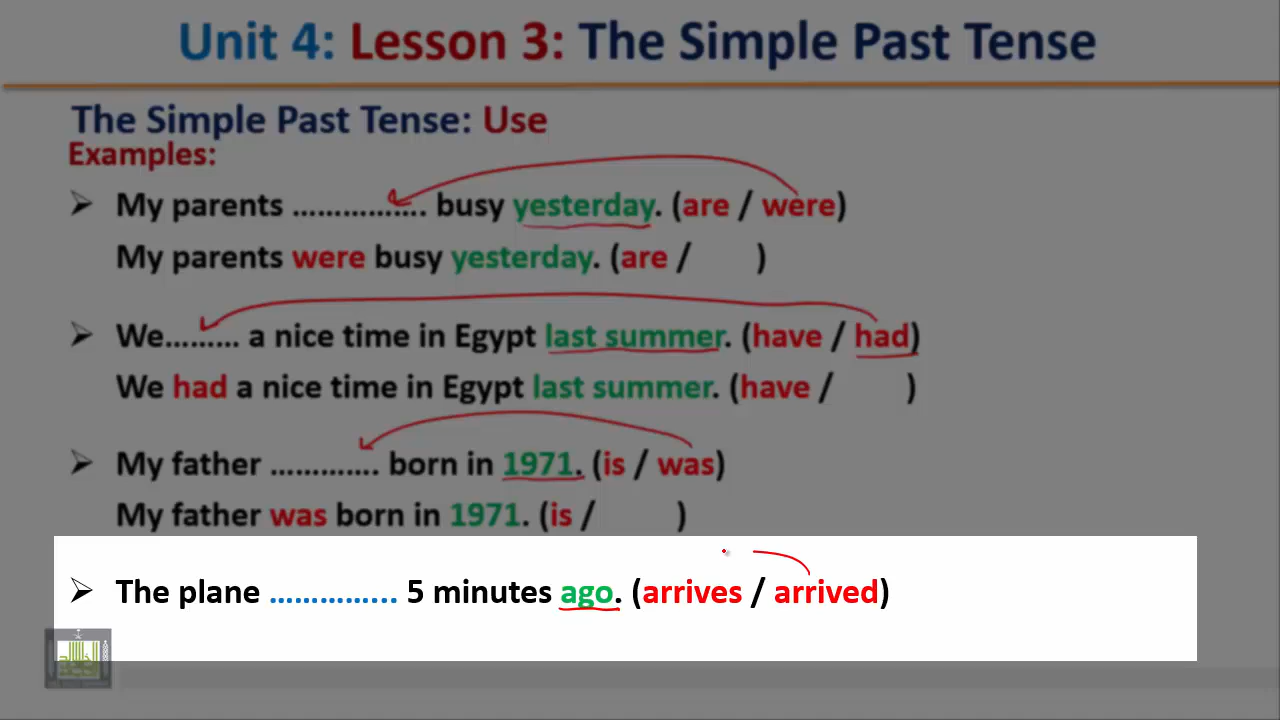 Unit 4: Lesson 3: The Simple Past Tense
The Simple Past Tense: Use
Examples:
➢ My parents ……………. busy yesterday. (are / were)
My parents were busy yesterday. (are / )
➢ We……… a nice time in Egypt last summer. (have / had)
We had a nice time in Egypt last summer. (have / )
➢ My father …………. born in 1971. (is / was)
My father was born in 1971. (is / )
➢ The plane …………... 5 minutes ago. (arrives / arrived)